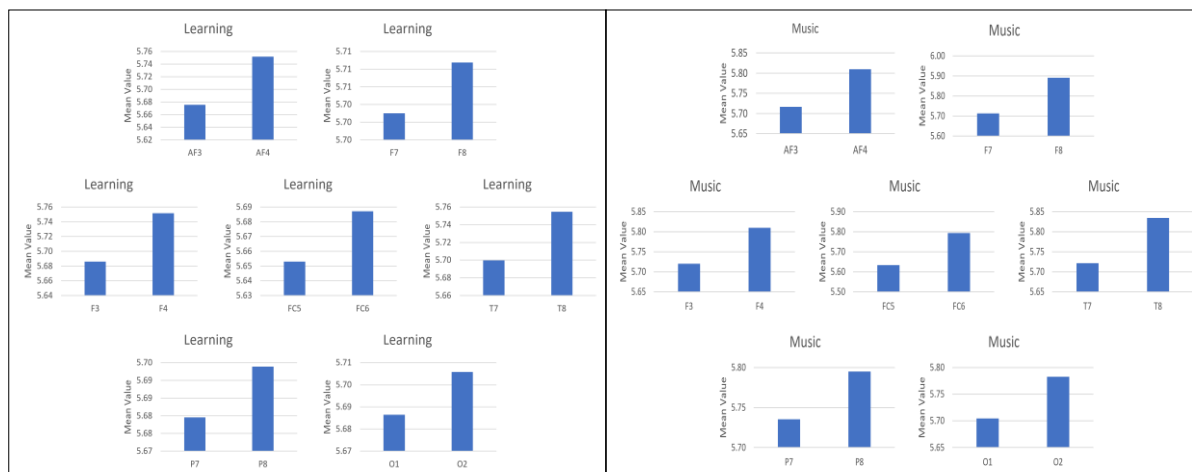 Learning
Mean Value
5.76
5.74
5.72
5.70
5.68
5.66
5.64
5.62
AF3 AF4
Learning
Mean Value
5.71
5.71
5.71
5.70
5.70
5.70
F7 F8
Learning
Mean Value
5.76
5.74
5.72
5.70
5.68
5.66
5.64
F3 F4
Learning
Mean Value
5.69
5.68
5.67
5.66
5.65
5.64
5.63
FC5 FC6
Learning
Mean Value
5.76
5.74
5.72
5.70
5.68
5.66
T7 T8
Learning
Mean Value
5.70
5.69
5.69
5.68
5.68
5.67
P7 P8
Learning
Mean Value
5.71
5.70
5.69
5.68
5.67
O1 O2
Music
Mean Value
5.85
5.80
5.75
5.70
5.65
AF3 AF4
Music
Mean Value
6.00
5.90
5.80
5.70
5.60
F7 F8
Music
Mean Value
5.85
5.80
5.75
5.70
5.65
F3 F4
Music
Mean Value
5.90
5.80
5.70
5.60
5.50
FC5 FC6
Music
Mean Value
5.85
5.80
5.75
5.70
5.65
T7 T8
Music
Mean Value
5.80
5.75
5.70
P7 P8
Music
Mean Value
5.80
5.75
5.70
5.65
O1 O2